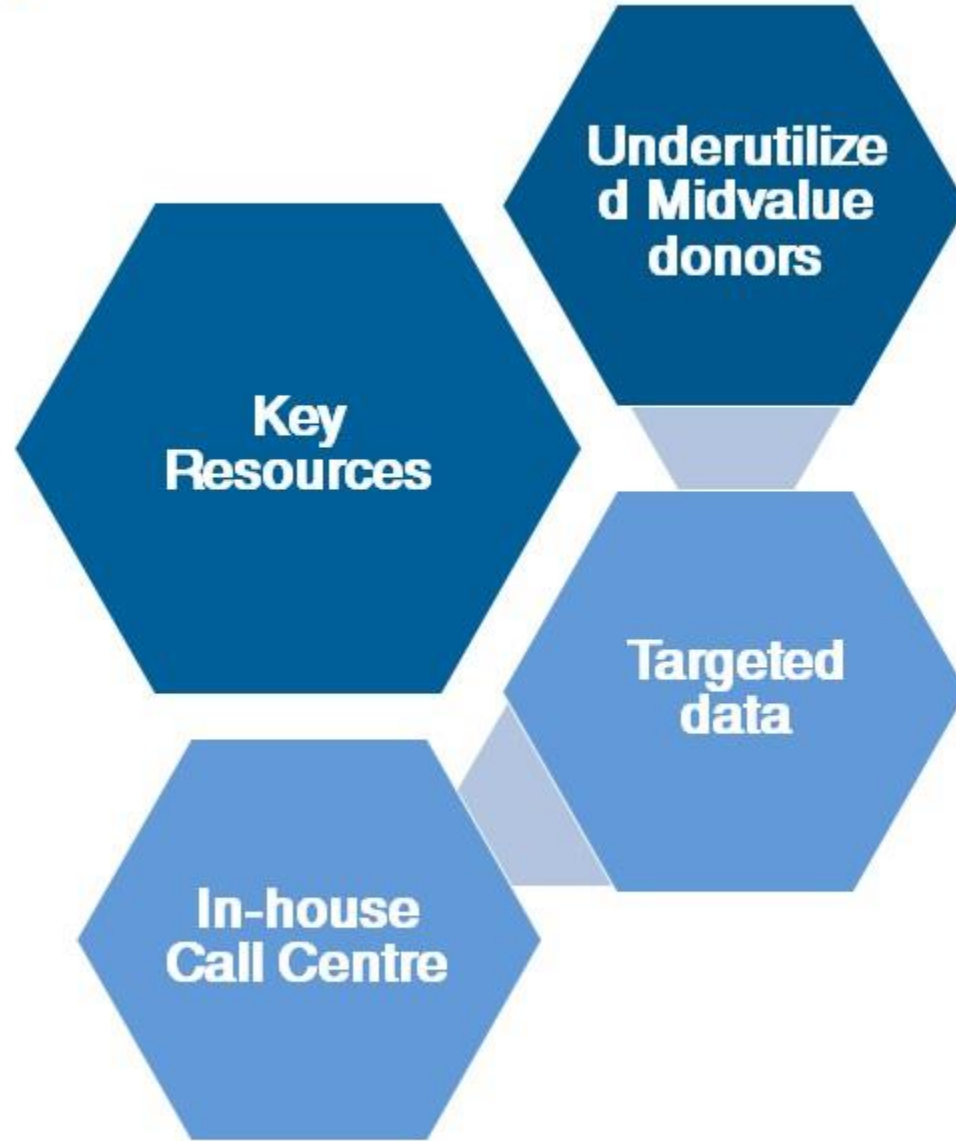 Underutilize
d Midvalue
donors
Key
Resources
Targeted
data
In-house
Call Centre